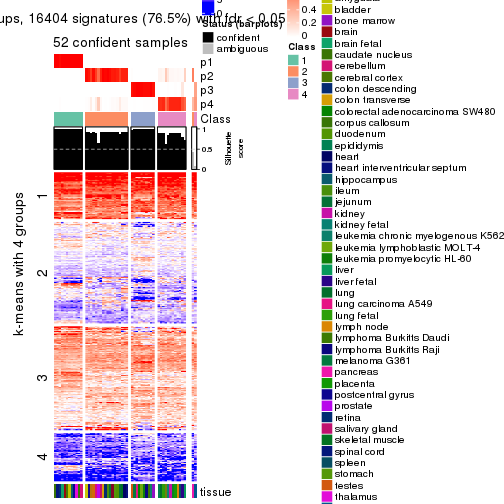 ups, 16404 signatures (76.5%) with fdr < 0.05
52 confident samples
p1
p2
p3
p4
Class
1
0.5
0
Silhouette
score
k-means with 4 groups
1
2
3
4
tissue
0
Status (barplots)
confident
ambiguous
0.4
0.2
0
Class
1
2
3
4
bladder
bone marrow
brain
brain fetal
caudate nucleus
cerebellum
cerebral cortex
colon descending
colon transverse
colorectal adenocarcinoma SW480
corpus callosum
duodenum
epididymis
heart
heart interventricular septum
hippocampus
ileum
jejunum
kidney
kidney fetal
leukemia chronic myelogenous K562
leukemia lymphoblastic MOLT-4
leukemia promyelocytic HL-60
liver
liver fetal
lung
lung carcinoma A549
lung fetal
lymph node
lymphoma Burkitts Daudi
lymphoma Burkitts Raji
melanoma G361
pancreas
placenta
postcentral gyrus
prostate
retina
salivary gland
skeletal muscle
spinal cord
spleen
stomach
testes
thalamus